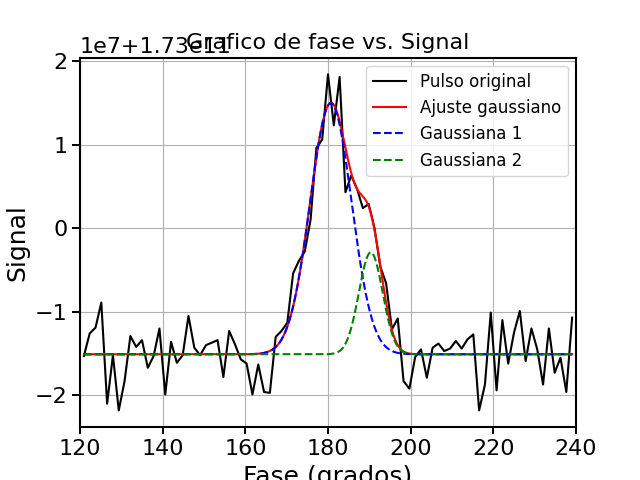 1e7+1.73e11
Grafico de fase vs. Signal
Pulso original
Ajuste gaussiano
Gaussiana 1
Gaussiana 2
Signal
2
1
0
−1
−2
120 140 160 180 200 220 240
Fase (grados)